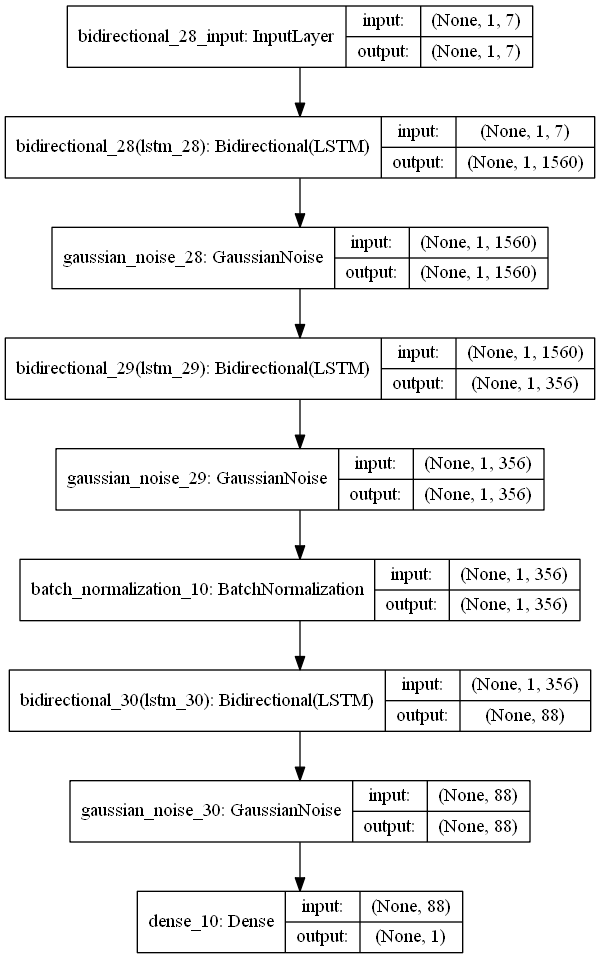 bidirectional_28_input: InputLayer input: (None, 1, 7)
output: (None, 1, 7)
bidirectional_28(lstm_28): Bidirectional(LSTM) input: (None, 1, 7)
output: (None, 1, 1560)
gaussian_noise_28: GaussianNoise input: (None, 1, 1560)
output: (None, 1, 1560)
bidirectional_29(lstm_29): Bidirectional(LSTM) input: (None, 1, 1560)
output: (None, 1, 356)
gaussian_noise_29: GaussianNoise input: (None, 1, 356)
output: (None, 1, 356)
batch_normalization_10: BatchNormalization input: (None, 1, 356)
output: (None, 1, 356)
bidirectional_30(lstm_30): Bidirectional(LSTM) input: (None, 1, 356)
output: (None, 88)
gaussian_noise_30: GaussianNoise input: (None, 88)
output: (None, 88)
dense_10: Dense input: (None, 88)
output: (None, 1)